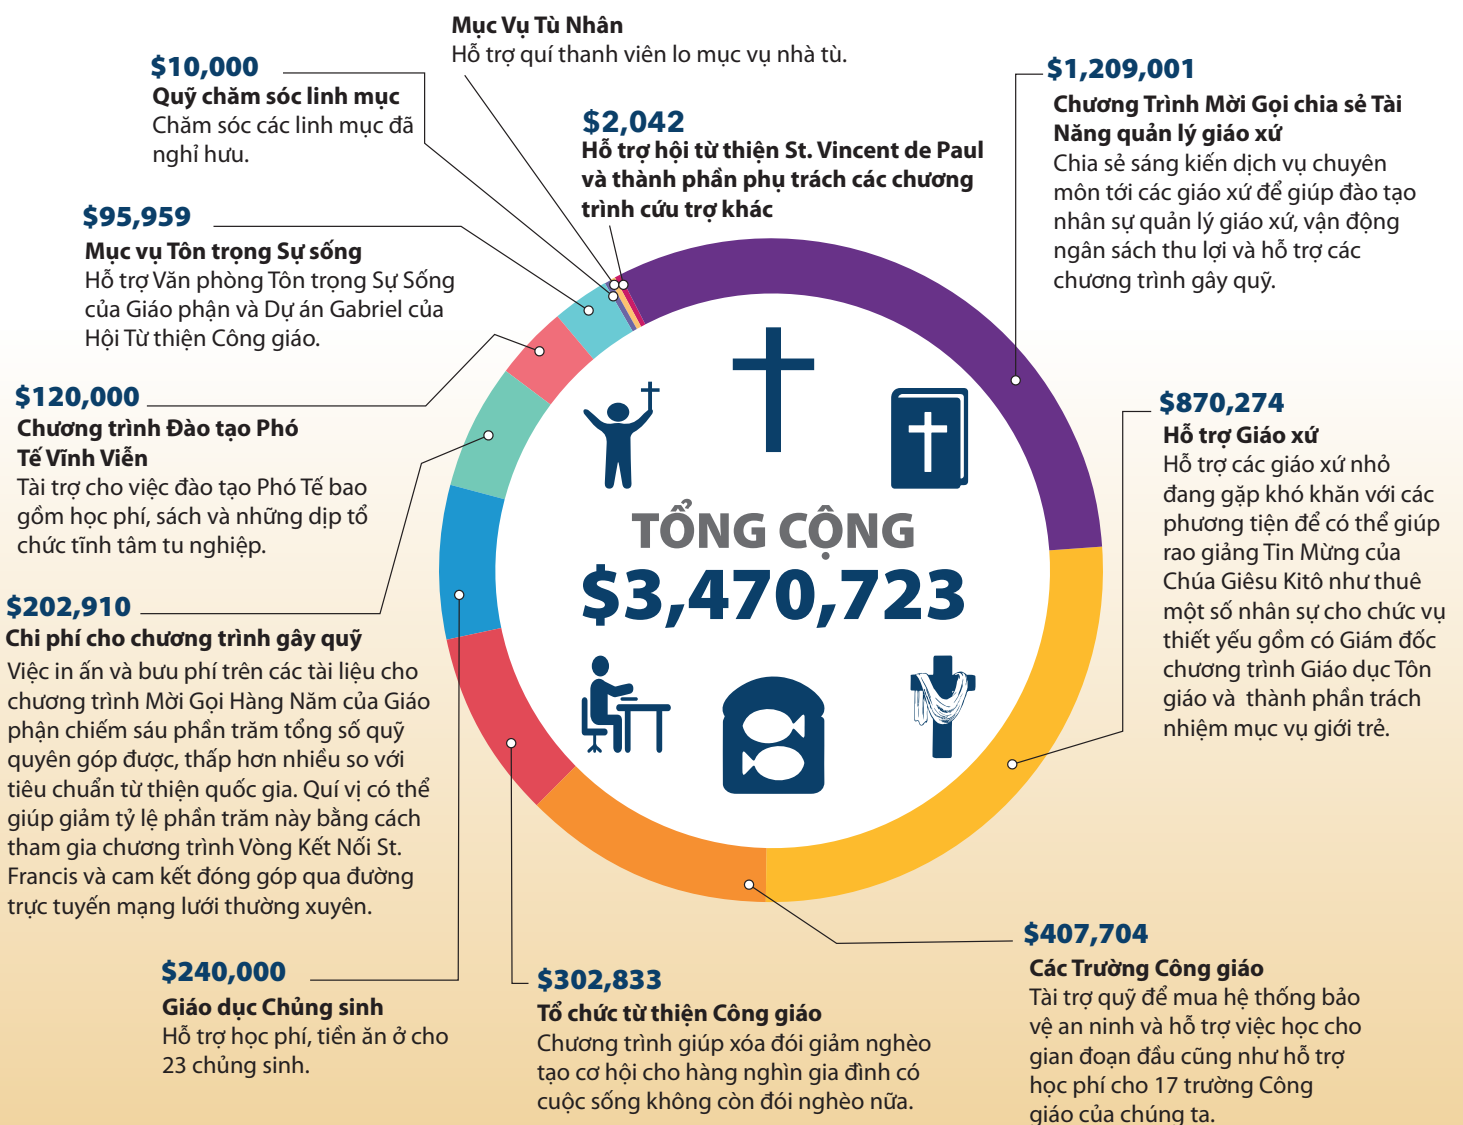 Mục Vụ Tù Nhân
Hỗ trợ quí thanh viên lo mục vụ nhà tù.
$10,000
Quỹ chăm sóc linh mục
Chăm sóc các linh mục đã
nghỉ hưu.
$2,042
Hỗ trợ hội từ thiện St. Vincent de Paul
và thành phần phụ trách các chương
trình cứu trợ khác
$1,209,001
Chương Trình Mời Gọi chia sẻ Tài
Năng quản lý giáo xứ
Chia sẻ sáng kiến dịch vụ chuyên
môn tới các giáo xứ để giúp đào tạo
nhân sự quản lý giáo xứ, vận động
ngân sách thu lợi và hỗ trợ các
chương trình gây quỹ.
$95,959
Mục vụ Tôn trọng Sự sống
Hỗ trợ Văn phòng Tôn trọng Sự Sống
của Giáo phận và Dự án Gabriel của
Hội Từ thiện Công giáo.
$120,000
Chương trình Đào tạo Phó
Tế Vĩnh Viễn
Tài trợ cho việc đào tạo Phó Tế bao
gồm học phí, sách và những dịp tổ
chức tĩnh tâm tu nghiệp.
$870,274
Hỗ trợ Giáo xứ
Hỗ trợ các giáo xứ nhỏ
đang gặp khó khăn với các
phương tiện để có thể giúp
rao giảng Tin Mừng của
Chúa Giêsu Kitô như thuê
một số nhân sự cho chức vụ
thiết yếu gồm có Giám đốc
chương trình Giáo dục Tôn
giáo và thành phần trách
nhiệm mục vụ giới trẻ.
TỔNG CỘNG
$3,470,723
$202,910
Chi phí cho chương trình gây quỹ
Việc in ấn và bưu phí trên các tài liệu cho
chương trình Mời Gọi Hàng Năm của Giáo
phận chiếm sáu phần trăm tổng số quỹ
quyên góp được, thấp hơn nhiều so với
tiêu chuẩn từ thiện quốc gia. Quí vị có thể
giúp giảm tỷ lệ phần trăm này bằng cách
tham gia chương trình Vòng Kết Nối St.
Francis và cam kết đóng góp qua đường
trực tuyến mạng lưới thường xuyên.
$240,000
Giáo dục Chủng sinh
Hỗ trợ học phí, tiền ăn ở cho
23 chủng sinh.
$302,833
Tổ chức từ thiện Công giáo
Chương trình giúp xóa đói giảm nghèo
tạo cơ hội cho hàng nghìn gia đình có
cuộc sống không còn đói nghèo nữa.
$407,704
Các Trường Công giáo
Tài trợ quỹ để mua hệ thống bảo
vệ an ninh và hỗ trợ việc học cho
gian đoạn đầu cũng như hỗ trợ
học phí cho 17 trường Công
giáo của chúng ta.